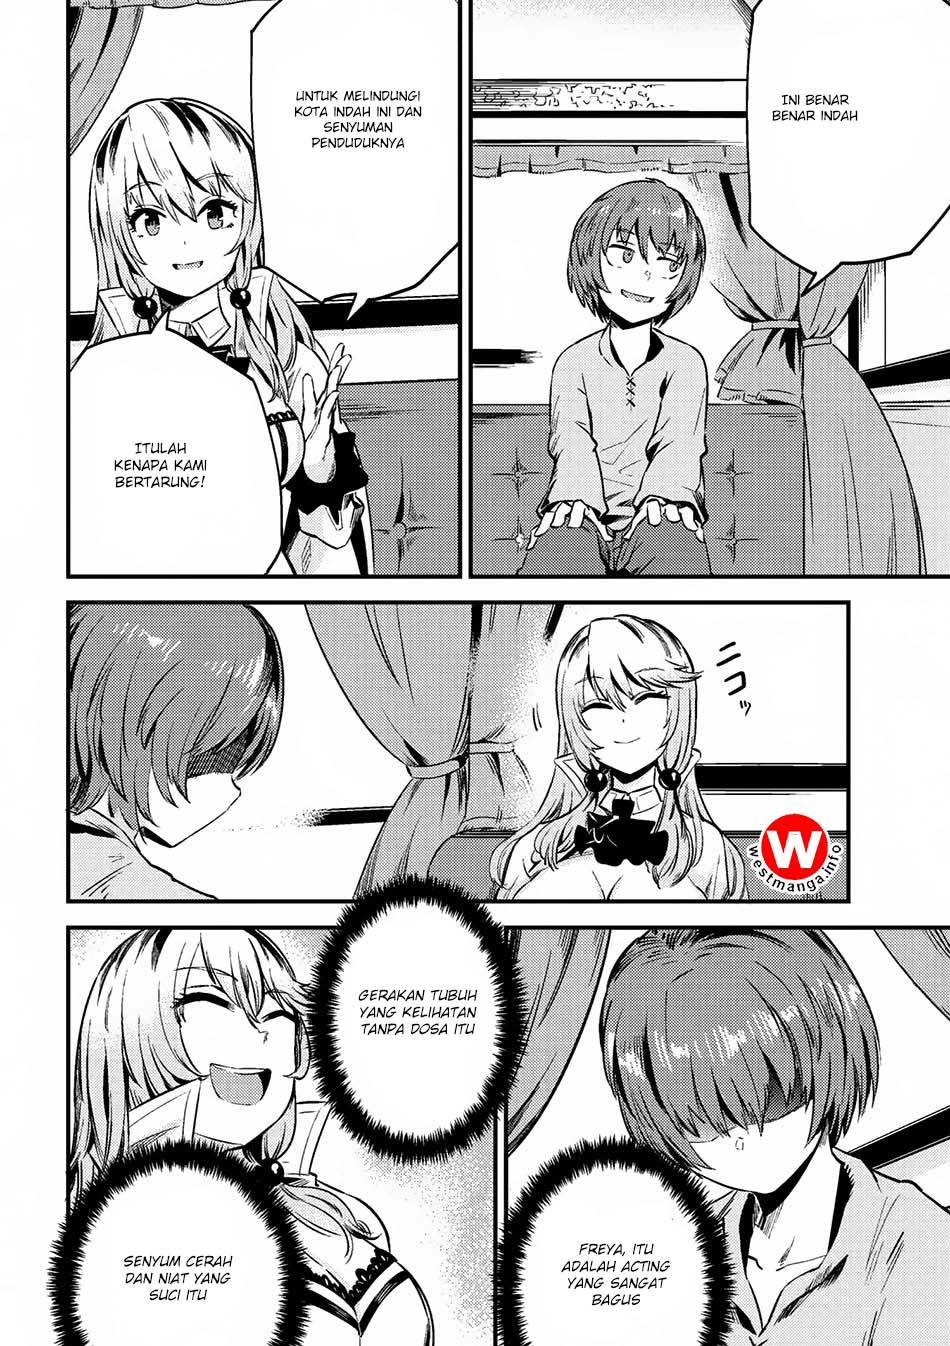 INI BENAR
BENAR INDAH
UNTUK MELINDUNGI
KOTA INDAH INI DAN
SENYUMAN
PENDUDUKNYA
ITULAH
KENAPA KAMI
BERTARUNG!
ニコッ
W
westmanga.info
GERAKAN TUBUH
YANG KELIHATAN
TANPA DOSA ITU
SENYUM CERAH
DAN NIAT YANG
SUCI ITU
FREYA, ITU
ADALAH ACTING
YANG SANGAT
BAGUS